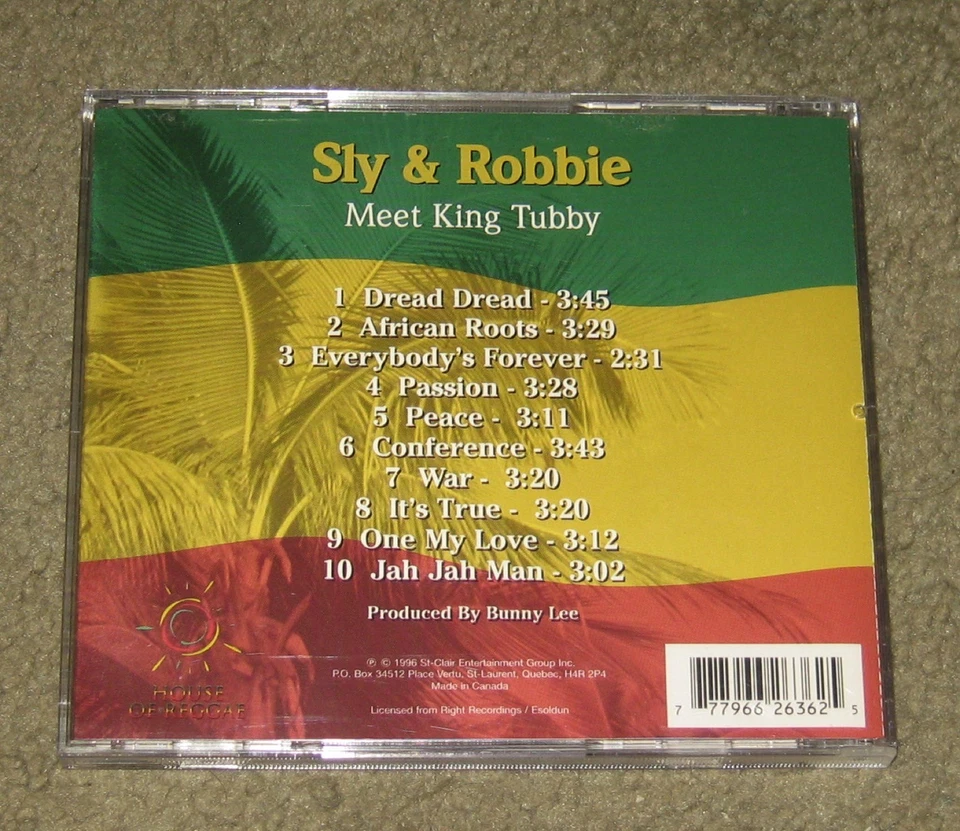 Sly & Robbie
Meet King Tubby
1 Dread Dread - 3:45
2 African Roots - 3:29
3 Everybody's Forever - 2:31
4 Passion - 3:28
5 Peace - 3:11
6 Conference - 3:43
7 War - 3:20
8 It's True - 3:20
9 One My Love - 3:12
10 Jah Jah Man - 3:02
Produced By Bunny Lee
℗ © 1996 St-Clair Entertainment Group Inc.
P.O. Box 34512 Place Vertu, St-Laurent, Quebec, H4R 2P4
Made in Canada
Licensed from Right Recordings / Esoldun
HOUSE
OF REGGAE
7 77966 26362 5